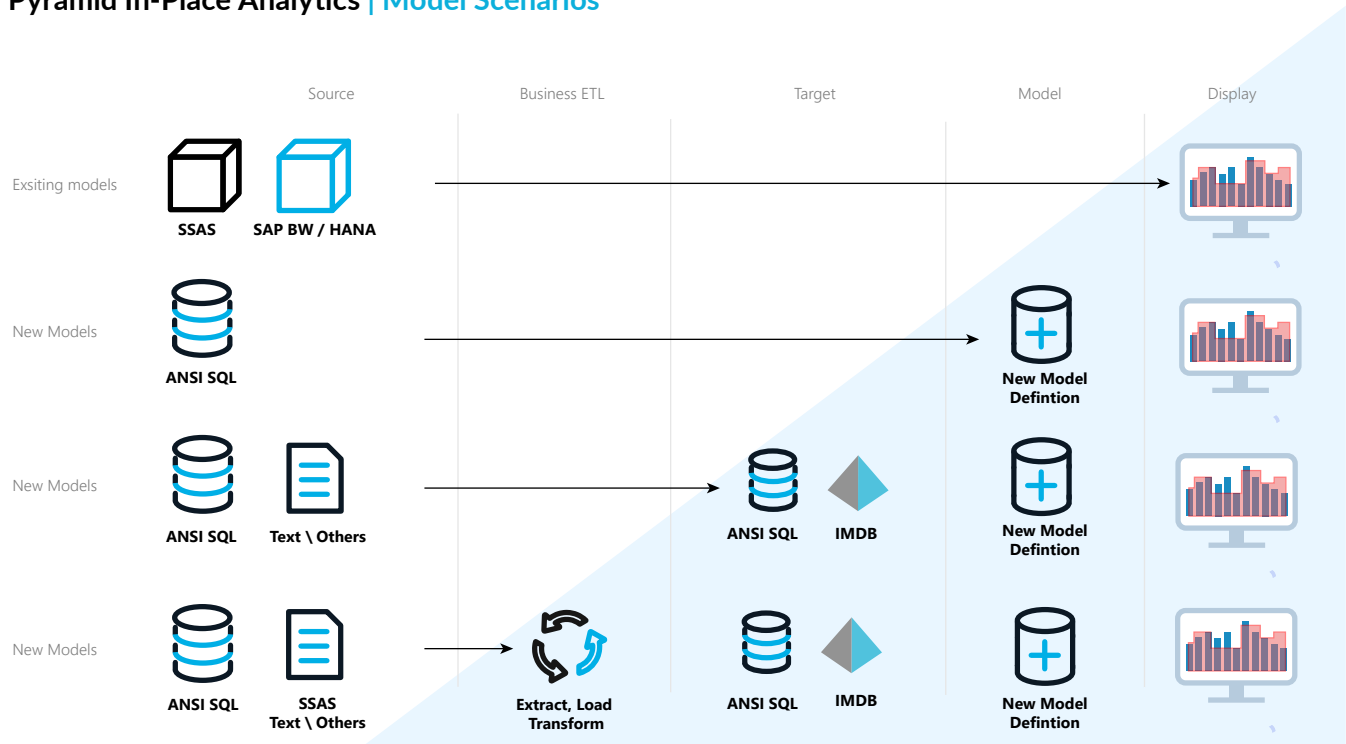 Pyramid In-Place Analytics | Model Scenarios
Source Business ETL Target Model Display
Exsiting models
SSAS SAP BW / HANA
New Models
ANSI SQL
New Model
Defintion
New Models
ANSI SQL Text \ Others
ANSI SQL IMDB
New Model
Defintion
New Models
ANSI SQL
SSAS
Text \ Others
Extract, Load
Transform
ANSI SQL IMDB
New Model
Defintion